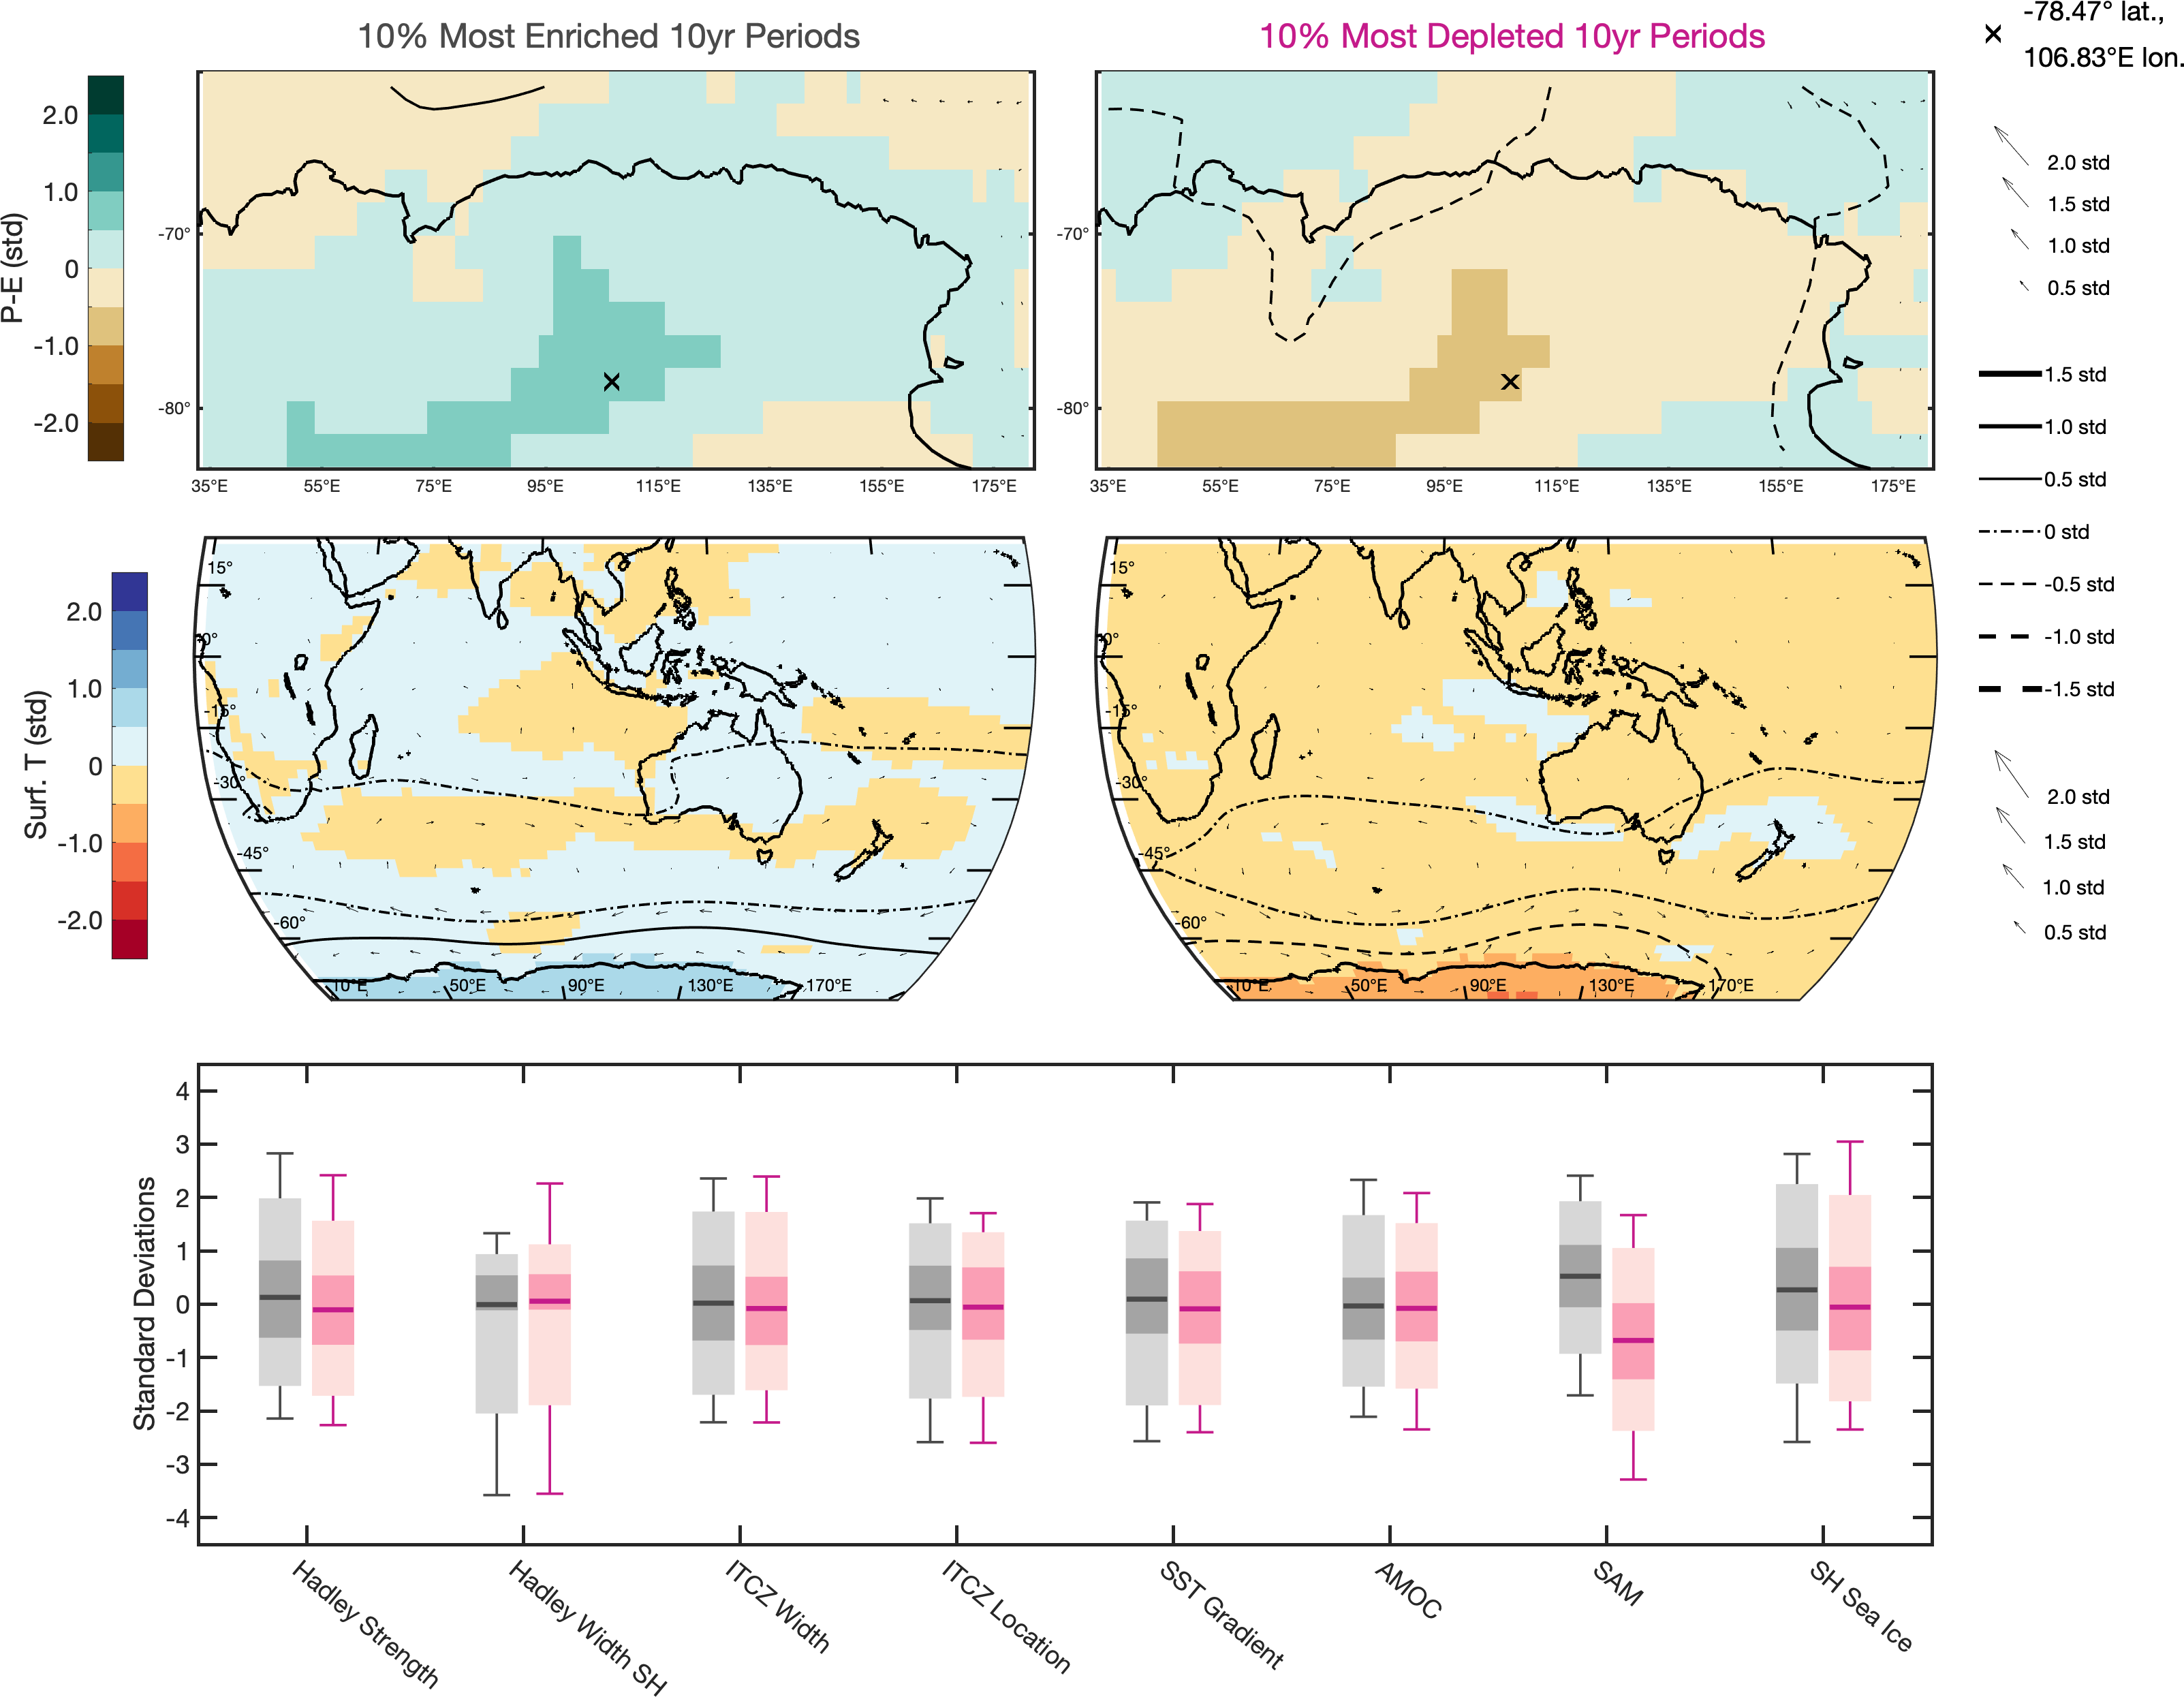 10% Most Enriched 10yr Periods
10% Most Depleted 10yr Periods
-78.47° lat.,
106.83°E lon.
P-E (std)
2.0
1.0
0
-1.0
-2.0
-70°
-80°
35°E 55°E 75°E 95°E 115°E 135°E 155°E 175°E
-70°
-80°
35°E 55°E 75°E 95°E 115°E 135°E 155°E 175°E
2.0 std
1.5 std
1.0 std
0.5 std
1.5 std
1.0 std
0.5 std
0 std
-0.5 std
-1.0 std
-1.5 std
2.0 std
1.5 std
1.0 std
0.5 std
Surf. T (std)
2.0
1.0
0
-1.0
-2.0
15°
0°
-15°
-30°
-45°
-60°
10°E 50°E 90°E 130°E 170°E
15°
0°
-15°
-30°
-45°
-60°
10°E 50°E 90°E 130°E 170°E
Standard Deviations
4
3
2
1
0
-1
-2
-3
-4
Hadley Strength
Hadley Width SH
ITCZ Width
ITCZ Location
SST Gradient
AMOC
SAM
SH Sea Ice